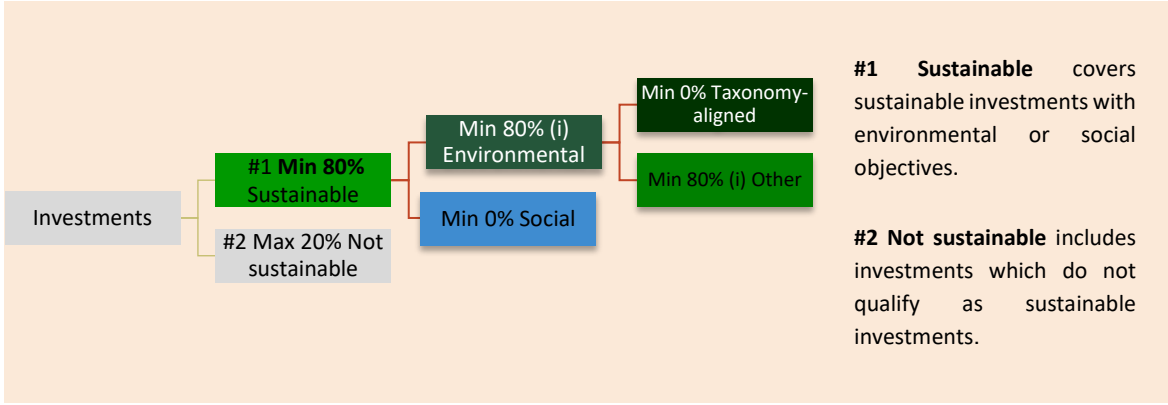 Investments
#1 Min 80%
Sustainable
#2 Max 20% Not
sustainable
Min 80% (i)
Environmental
Min 0% Social
Min 0% Taxonomy-
aligned
Min 80% (i) Other
#1 Sustainable covers
sustainable investments with
environmental or social
objectives.
#2 Not sustainable includes
investments which do not
qualify as sustainable
investments.